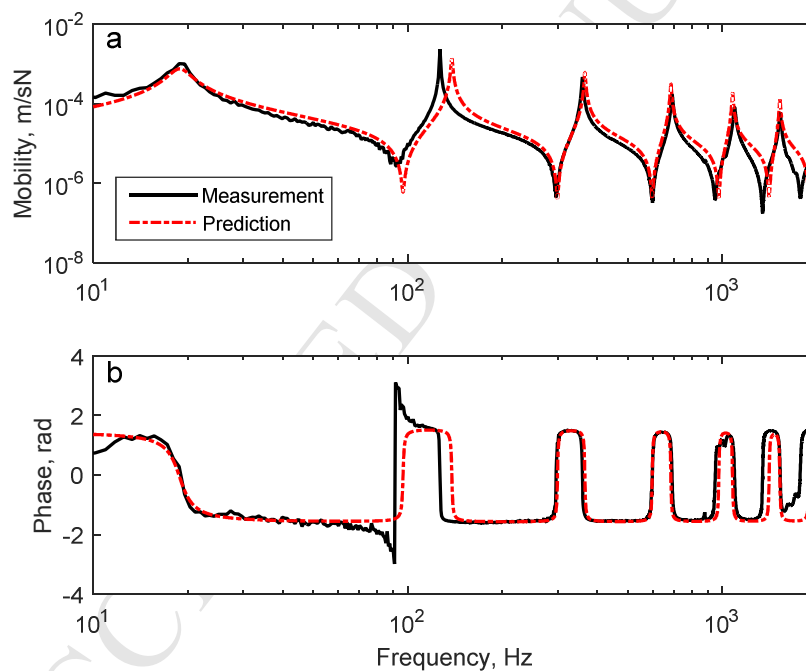 a
10^-2
10^-4
10^-6
10^-8
Mobility, m/sN
Measurement
Prediction
10^1
10^2
10^3
b
4
2
0
-2
-4
Phase, rad
10^1
10^2
10^3
Frequency, Hz